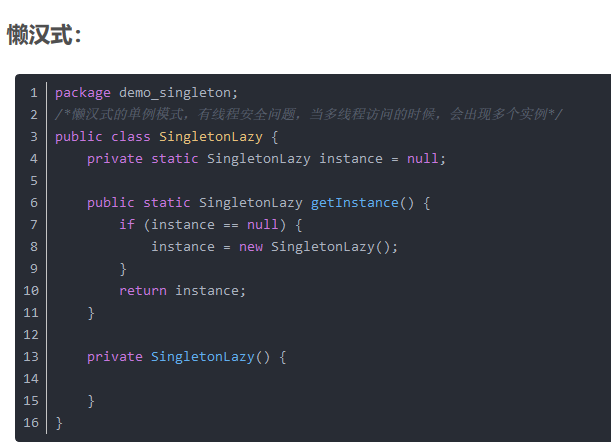 懒汉式：
1 package demo_singleton;
2 /*懒汉式的单例模式，有线程安全问题，当多线程访问的时候，会出现多个实例*/
3 public class SingletonLazy {
4     private static SingletonLazy instance = null;
5
6     public static SingletonLazy getInstance() {
7         if (instance == null) {
8             instance = new SingletonLazy();
9         }
10         return instance;
11     }
12
13     private SingletonLazy() {
14
15     }
16 }